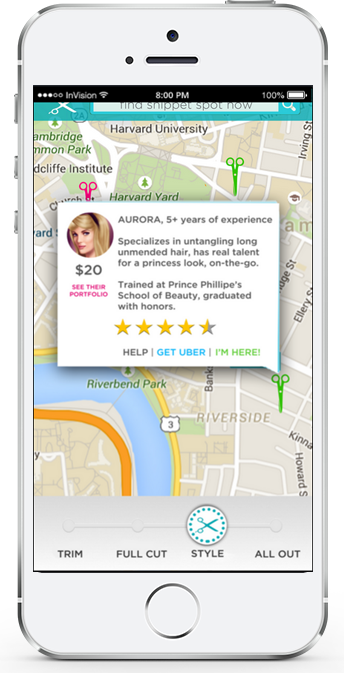 InVision 8:00 PM 100%
find snippet spot now
2A
Harvard University
ambridge
mmon Park
Irving St
dcliffe Institute
Church St
Harvard Yard
am
AURORA, 5+ years of experience
Specializes in untangling long
unmended hair, has real talent
for a princess look, on-the-go.
$20
SEE THEIR
PORTFOLIO
Trained at Prince Phillipe's
School of Beauty, graduated
with honors.
HELP | GET UBER | I'M HERE!
Riverbend Park
Bank
Ellery St
3
RIVERSIDE
Kinna
Howard S
TRIM FULL CUT STYLE ALL OUT